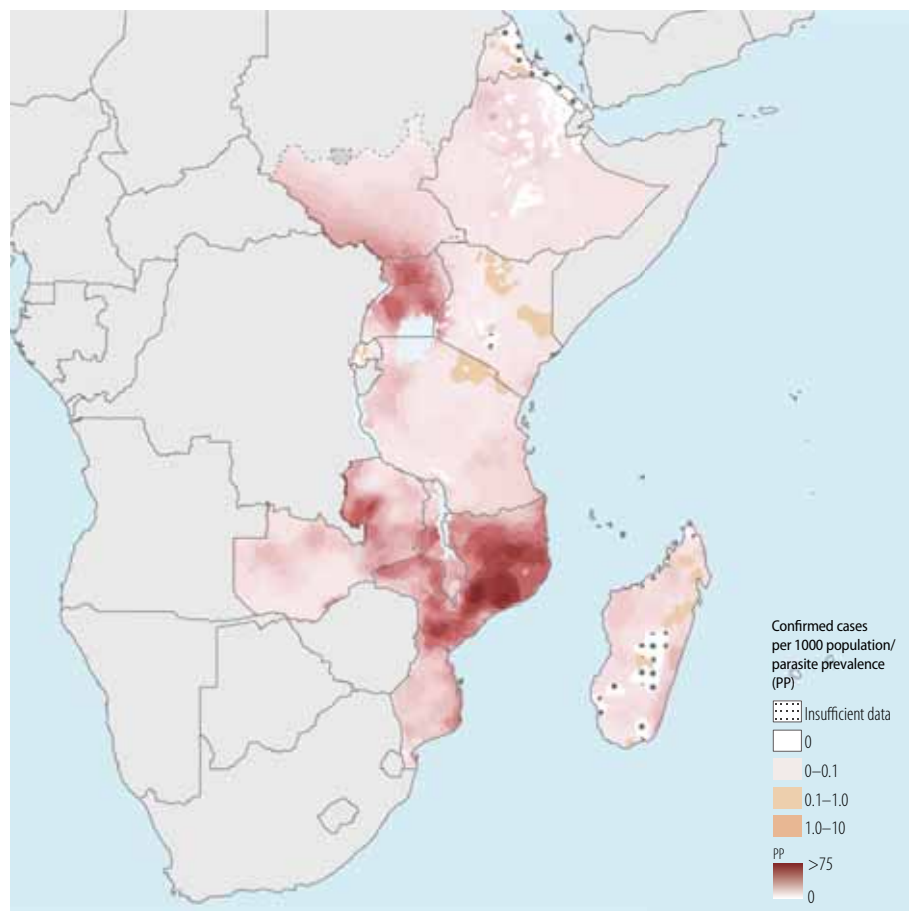 Confirmed cases
per 1000 population/
parasite prevalence
(PP)
Insufficient data
0
0–0.1
0.1–1.0
1.0–10
PP
>75
0